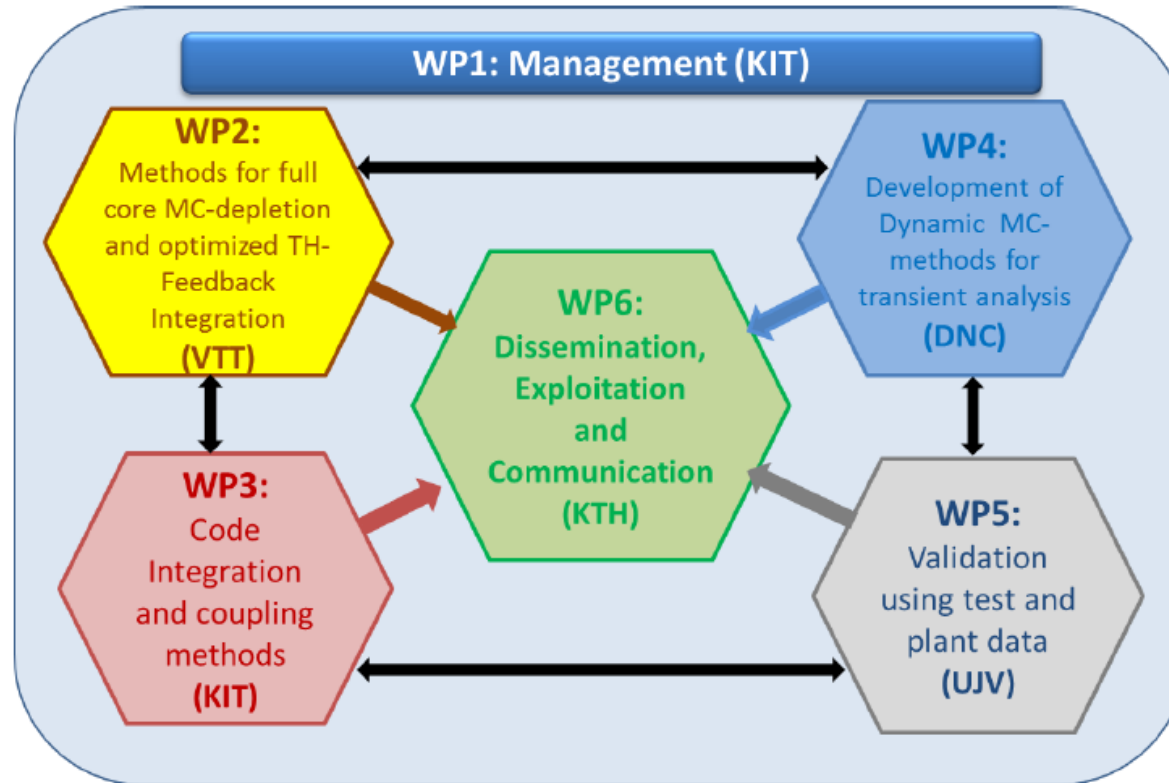 WP1: Management (KIT)
WP2:
Methods for full
core MC-depletion
and optimized TH-
Feedback
Integration
(VTT)
WP4:
Development of
Dynamic MC-
methods for
transient analysis
(DNC)
WP6:
Dissemination,
Exploitation
and
Communication
(KTH)
WP3:
Code
Integration
and coupling
methods
(KIT)
WP5:
Validation
using test and
plant data
(UJV)